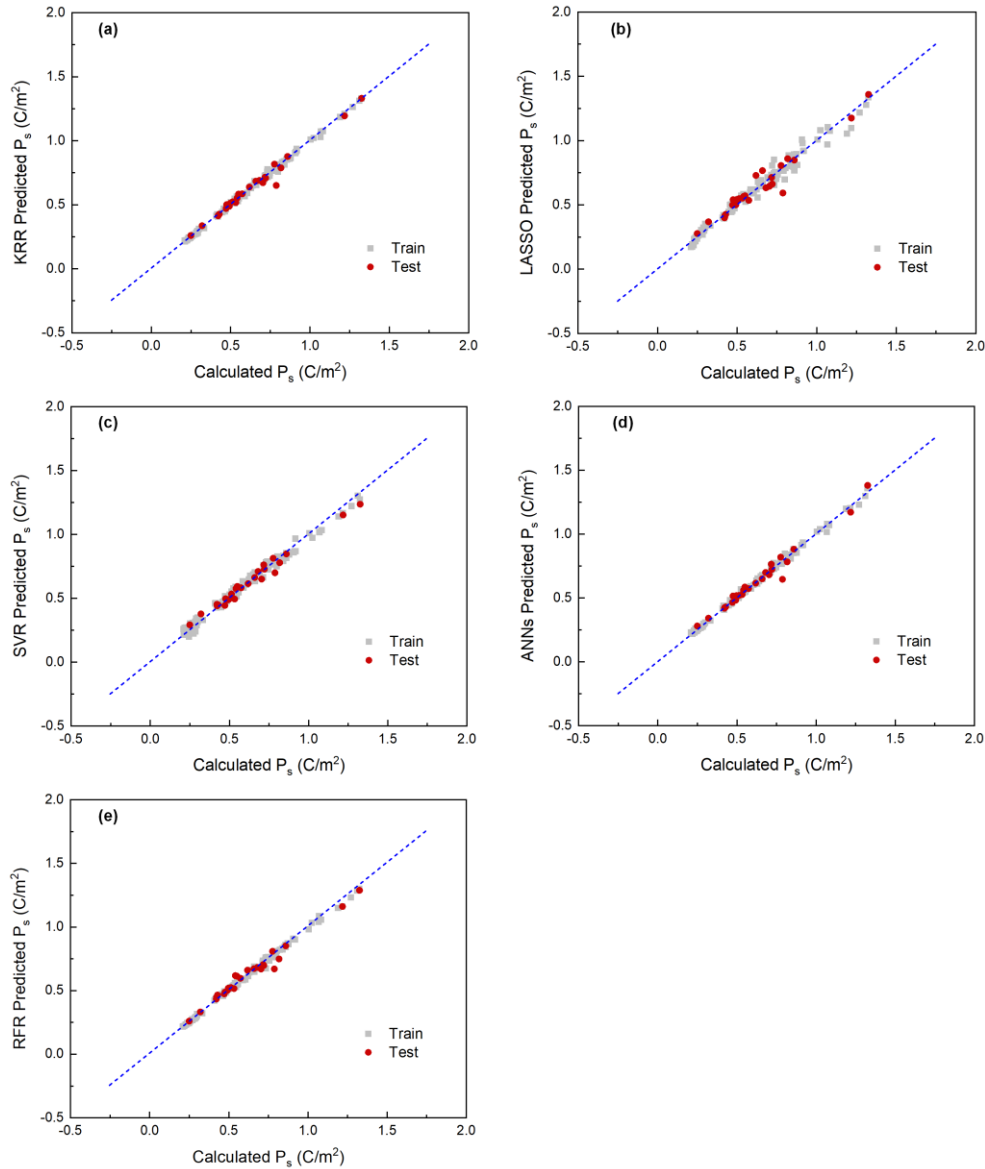 (a)
KRR Predicted Pₛ (C/m²)
2.0
1.5
1.0
0.5
0.0
-0.5
Train
Test
-0.5 0.0 0.5 1.0 1.5 2.0
Calculated Pₛ (C/m²)
(b)
LASSO Predicted Pₛ (C/m²)
2.0
1.5
1.0
0.5
0.0
-0.5
Train
Test
-0.5 0.0 0.5 1.0 1.5 2.0
Calculated Pₛ (C/m²)
(c)
SVR Predicted Pₛ (C/m²)
2.0
1.5
1.0
0.5
0.0
-0.5
Train
Test
-0.5 0.0 0.5 1.0 1.5 2.0
Calculated Pₛ (C/m²)
(d)
ANNs Predicted Pₛ (C/m²)
2.0
1.5
1.0
0.5
0.0
-0.5
Train
Test
-0.5 0.0 0.5 1.0 1.5 2.0
Calculated Pₛ (C/m²)
(e)
RFR Predicted Pₛ (C/m²)
2.0
1.5
1.0
0.5
0.0
-0.5
Train
Test
-0.5 0.0 0.5 1.0 1.5 2.0
Calculated Pₛ (C/m²)